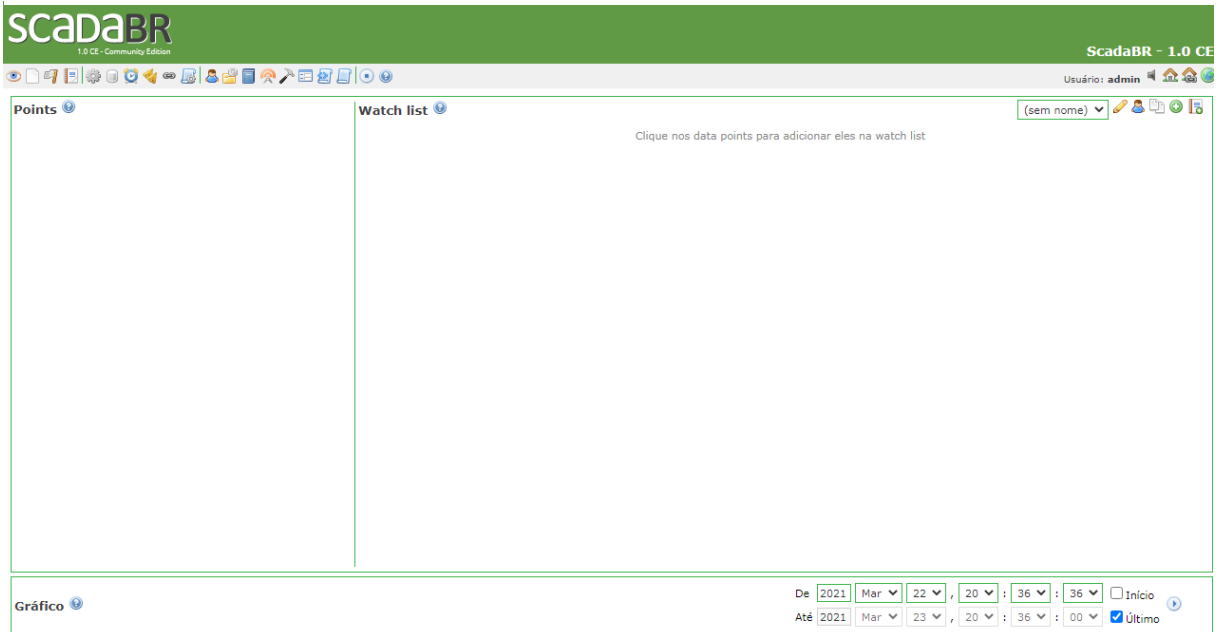 SCADABR
1.0 CE - Community Edition
ScadaBR - 1.0 CE
Usuário: admin
Points
Watch list
(sem nome)
Clique nos data points para adicionar eles na watch list
Gráfico
De 2021 Mar 22 , 20 : 36 : 36 Início
Até 2021 Mar 23 , 20 : 36 : 00 Último